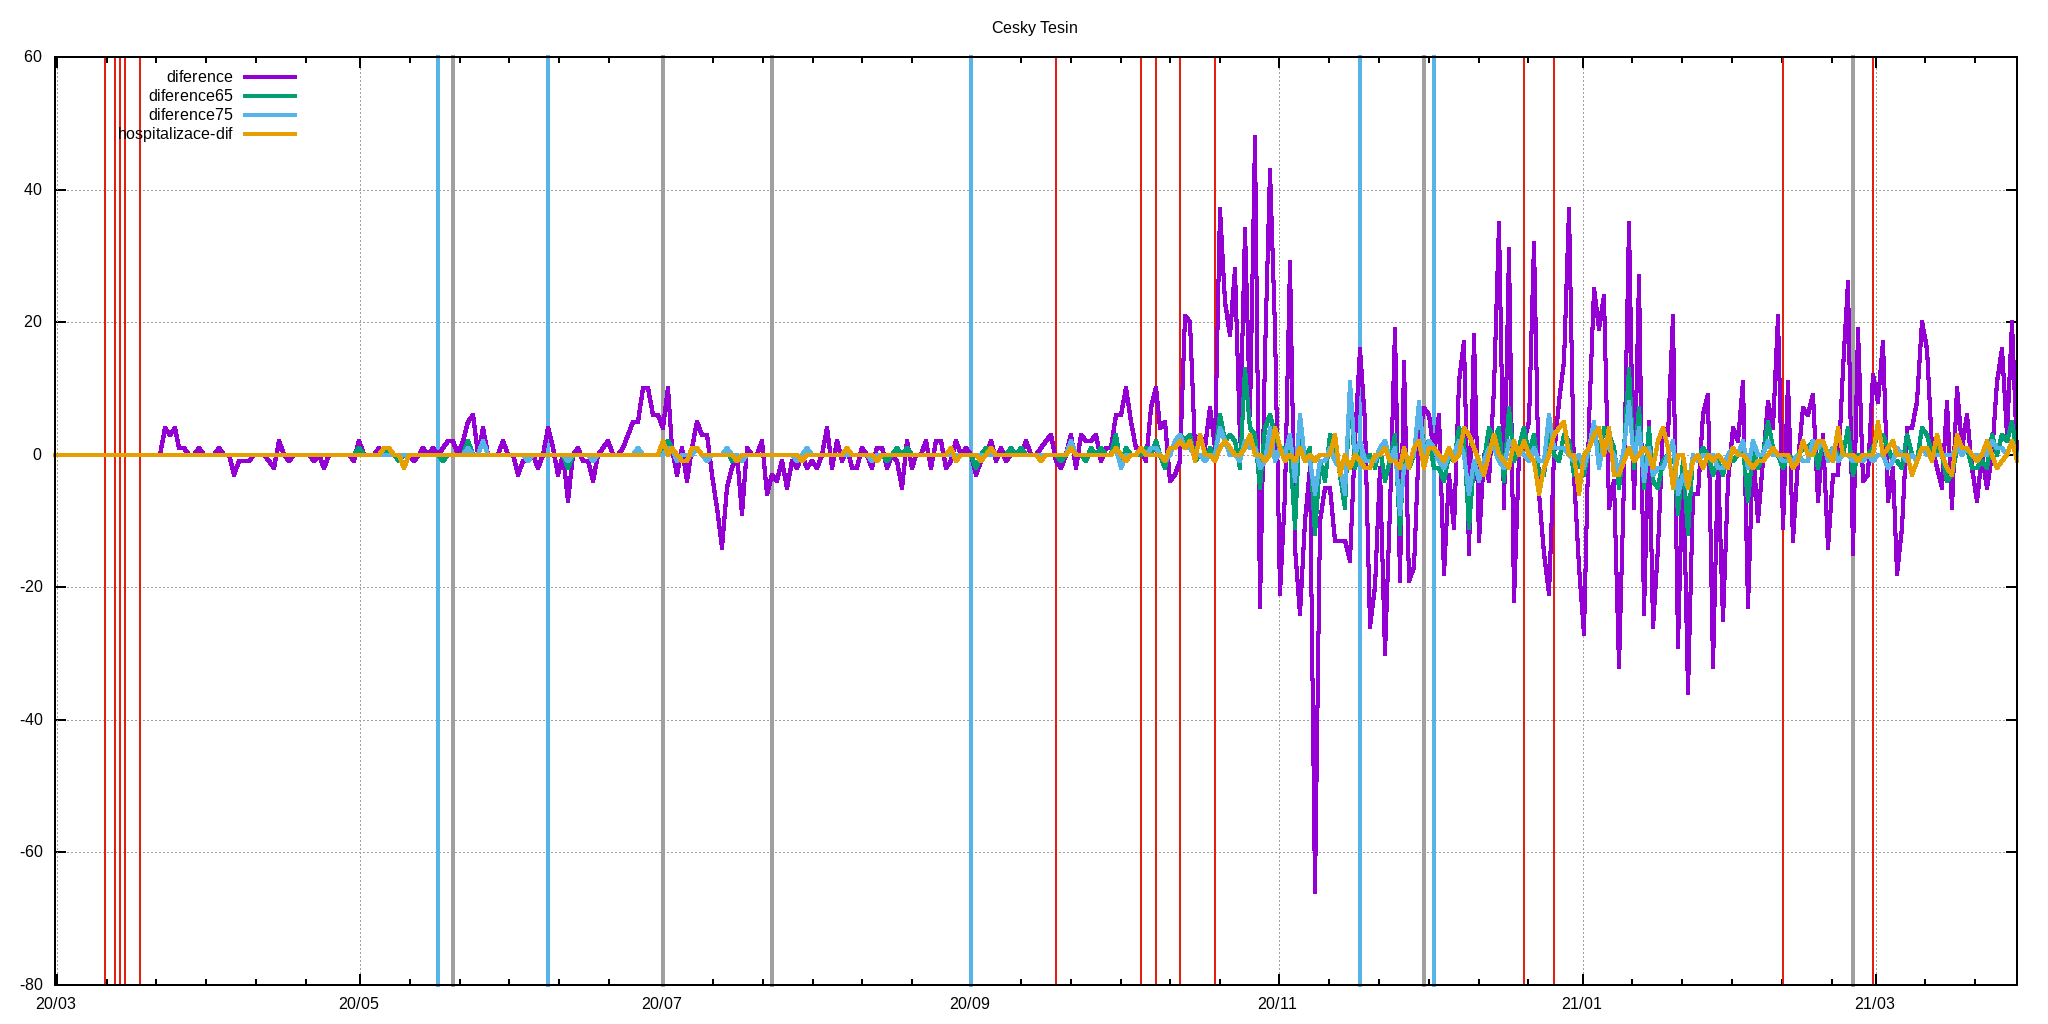 Cesky Tesin
60
diference
diference65
diference75
hospitalizace-dif
40
20
0
-20
-40
-60
-80
20/03 20/05 20/07 20/09 20/11 21/01 21/03